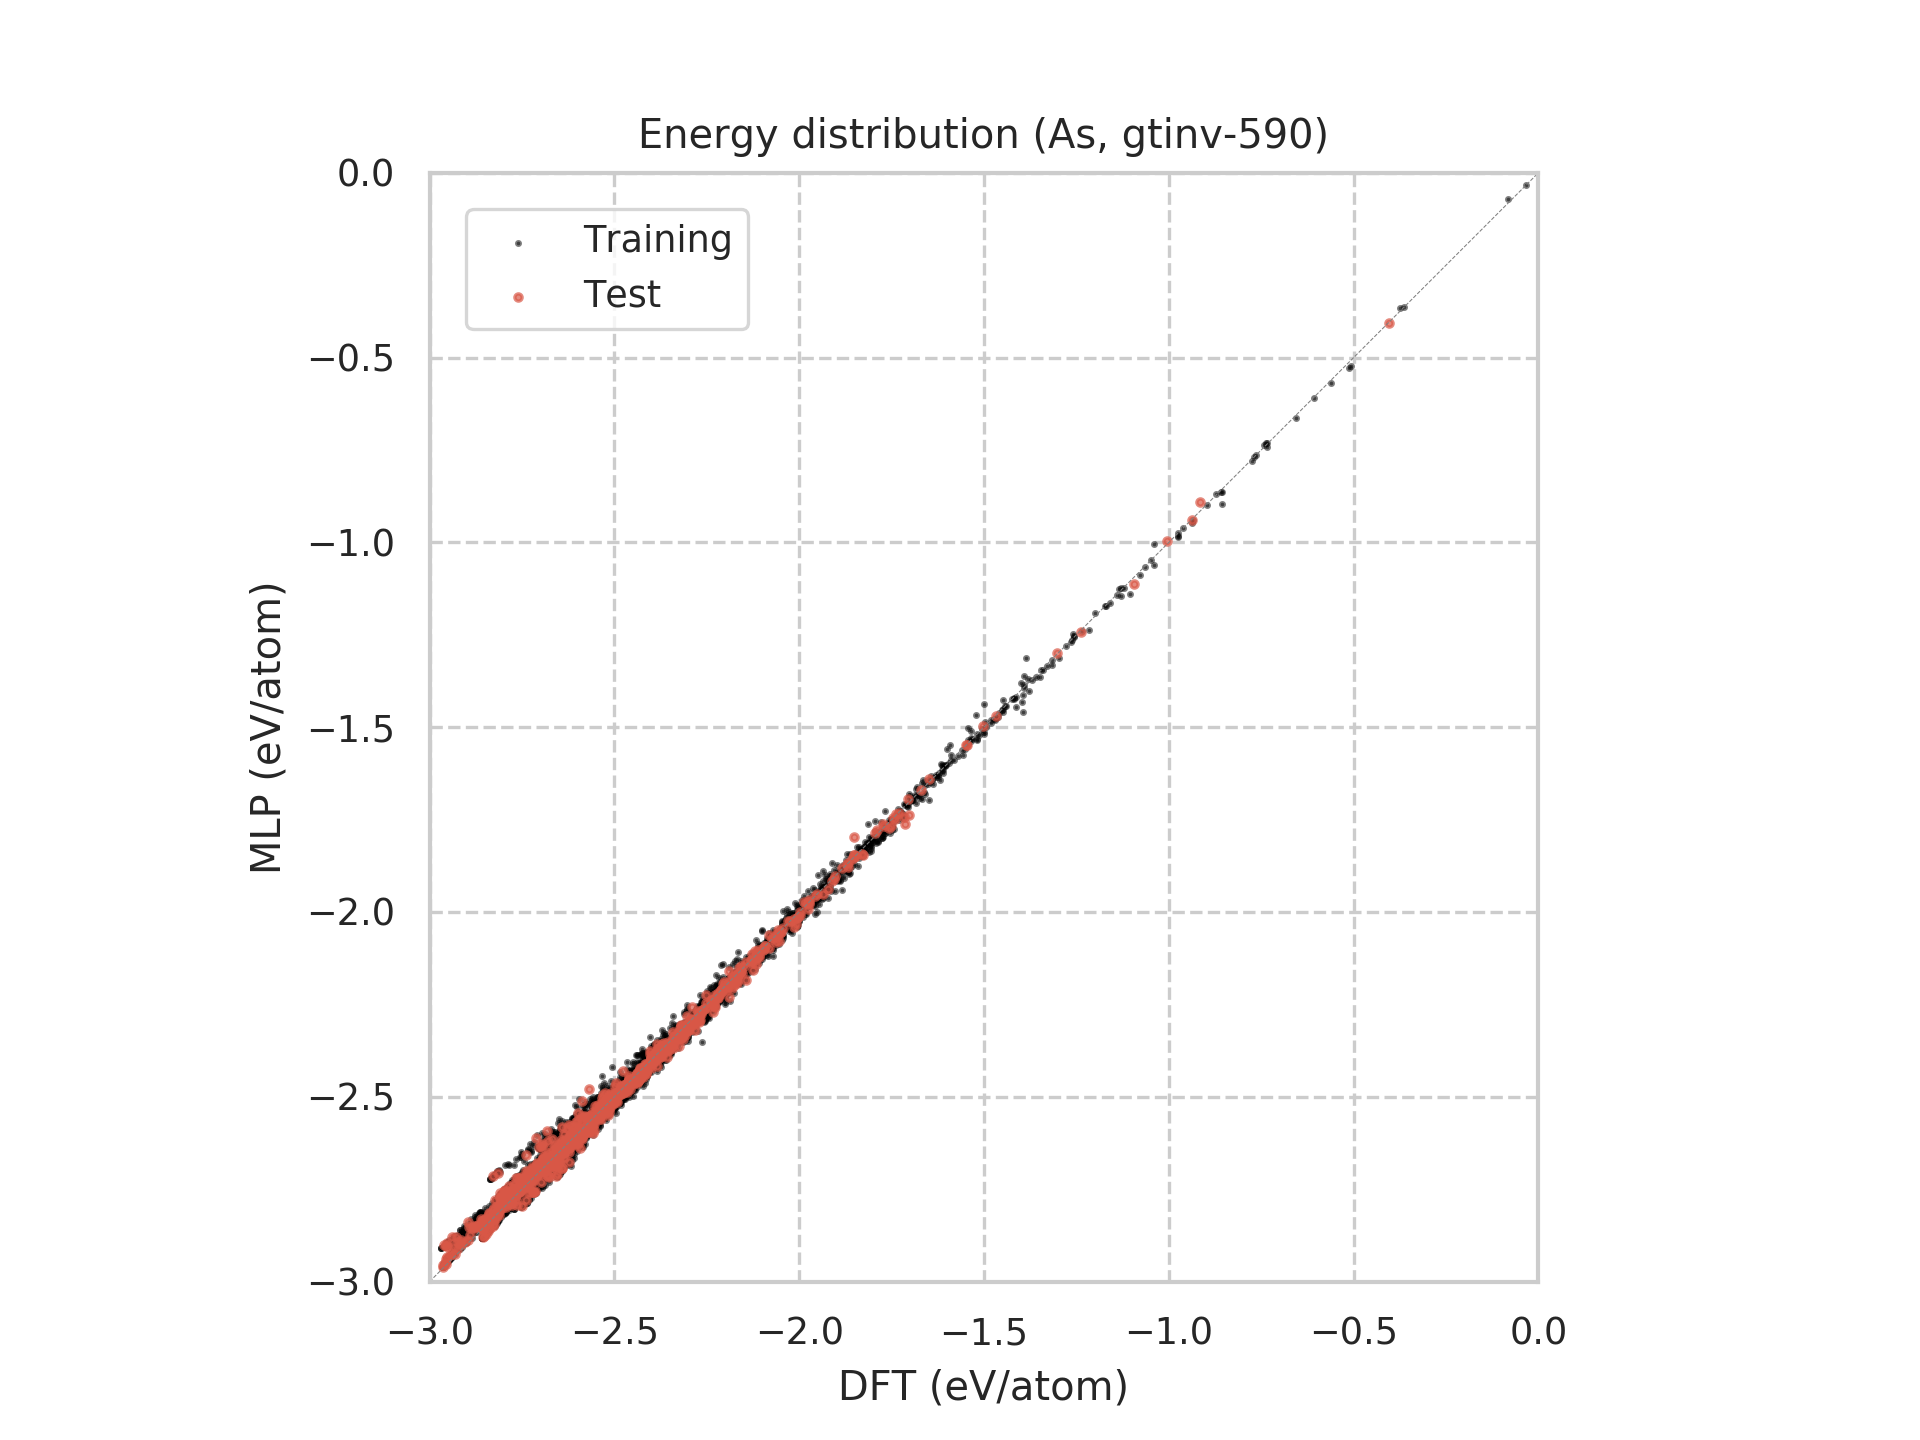 Energy distribution (As, gtinv-590)
Training
Test
0.0
−0.5
−1.0
−1.5
−2.0
−2.5
−3.0
MLP (eV/atom)
−3.0 −2.5 −2.0 −1.5 −1.0 −0.5 0.0
DFT (eV/atom)